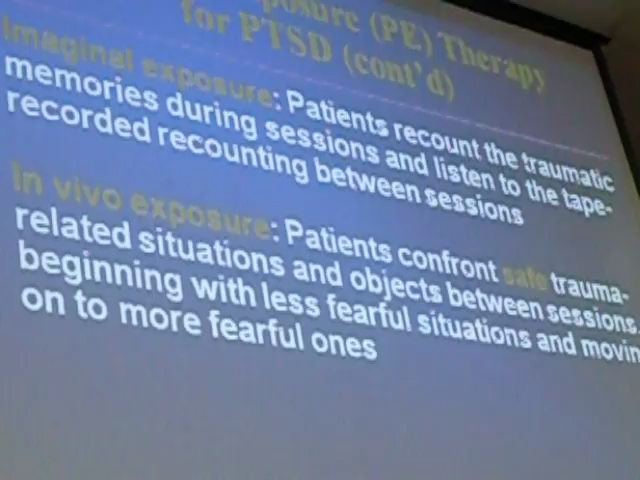 posure (PE) Therapy
for PTSD (cont'd)
Imaginal exposure: Patients recount the traumatic
memories during sessions and listen to the tape-
recorded recounting between sessions
In vivo exposure: Patients confront safe trauma-
related situations and objects between sessions,
beginning with less fearful situations and movin
on to more fearful ones